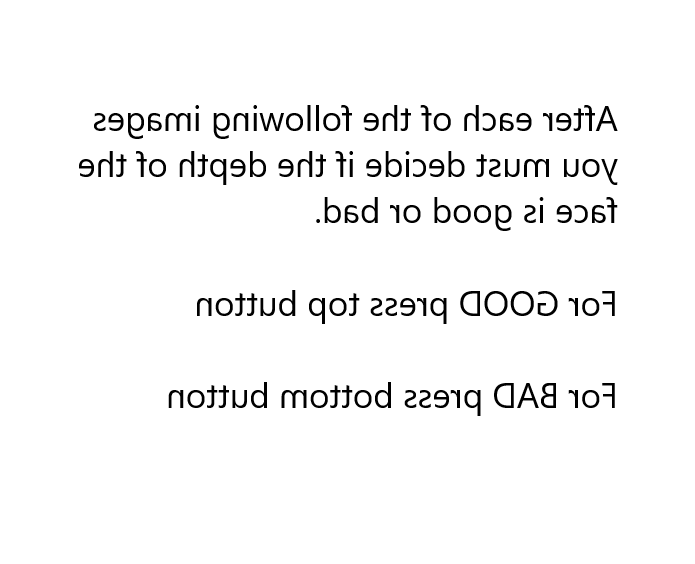 After each of the following images
you must decide if the depth of the
face is good or bad.
For GOOD press top button
For BAD press bottom button